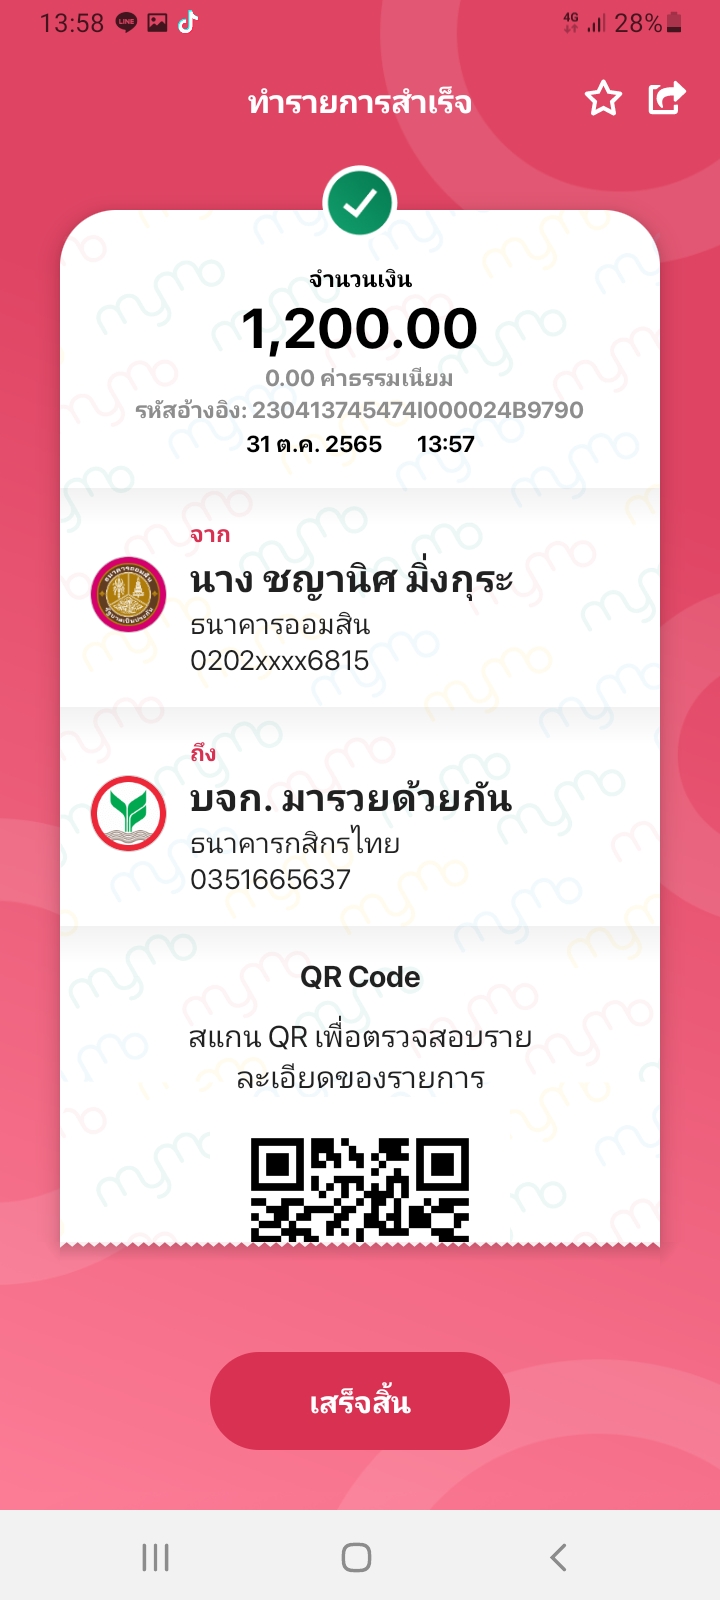 13:58
4G 28%
ทำรายการสำเร็จ
จำนวนเงิน
1,200.00
0.00 ค่าธรรมเนียม
รหัสอ้างอิง: 230413745474I000024B9790
31 ต.ค. 2565 13:57
จาก
นาง ชญานิศ มิ่งกุระ
ธนาคารออมสิน
0202xxxx6815
ถึง
บจก. มารวยด้วยกัน
ธนาคารกสิกรไทย
0351665637
QR Code
สแกน QR เพื่อตรวจสอบราย
ละเอียดของรายการ
เสร็จสิ้น